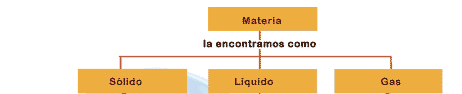 Materia
la encontramos como
Sólido Líquido Gas